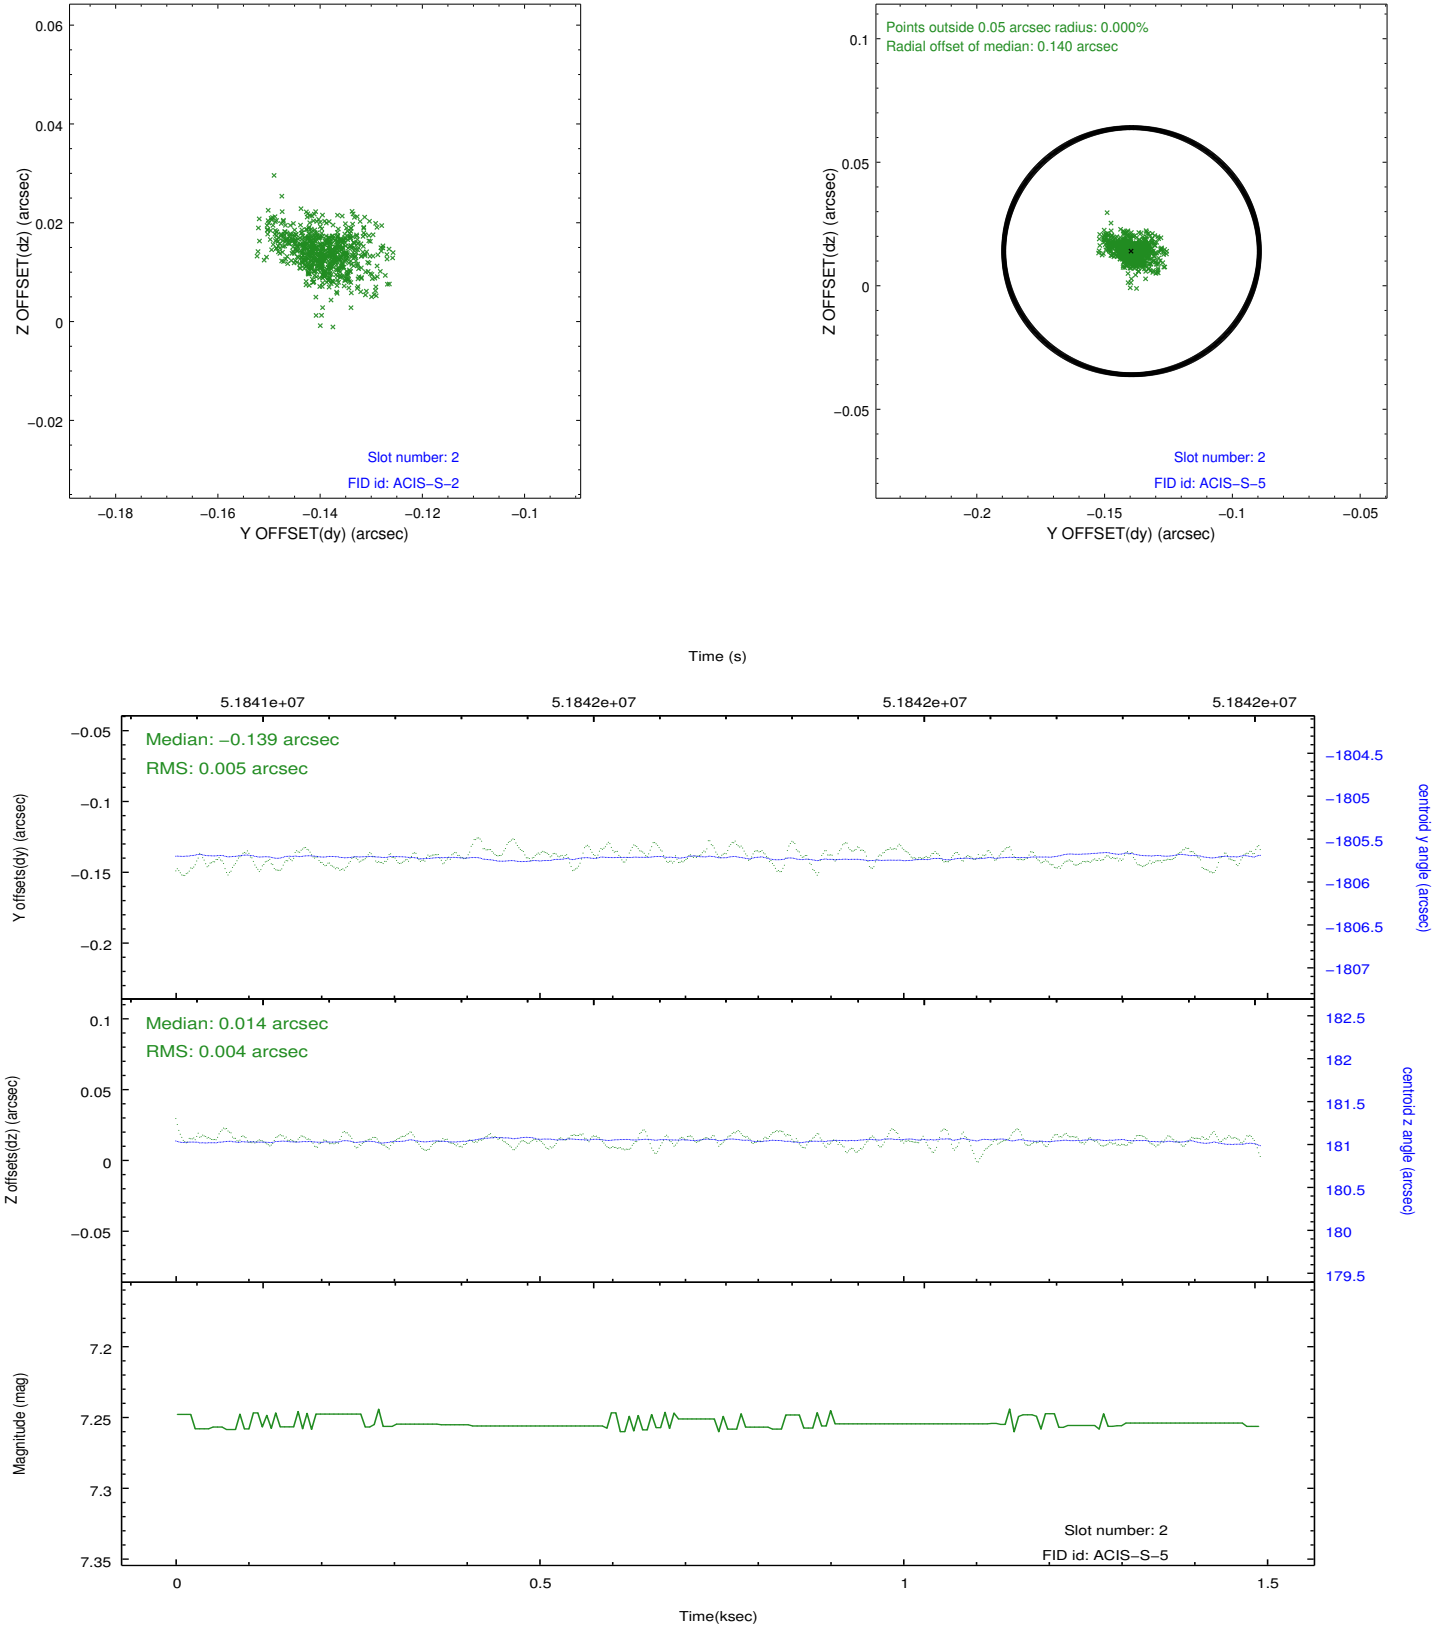 0.06
0.04
0.02
0
−0.02
Z OFFSET(dz) (arcsec)
Slot number: 2
FID id: ACIS−S−2
−0.18
−0.16
−0.14
−0.12
−0.1
Y OFFSET(dy) (arcsec)
Points outside 0.05 arcsec radius: 0.000%
Radial offset of median: 0.140 arcsec
0.1
0.05
0
−0.05
Z OFFSET(dz) (arcsec)
Slot number: 2
FID id: ACIS−S−5
−0.2
−0.15
−0.1
−0.05
Y OFFSET(dy) (arcsec)
Time (s)
5.1841e+07
5.1842e+07
5.1842e+07
5.1842e+07
Median: −0.139 arcsec
RMS: 0.005 arcsec
−0.05
−0.1
−0.15
−0.2
Y offsets(dy) (arcsec)
−1804.5
−1805
−1805.5
−1806
−1806.5
−1807
centroid y angle (arcsec)
Median: 0.014 arcsec
RMS: 0.004 arcsec
0.1
0.05
0
−0.05
Z offsets(dz) (arcsec)
182.5
182
181.5
181
180.5
180
179.5
centroid z angle (arcsec)
7.2
7.25
7.3
7.35
Magnitude (mag)
Slot number: 2
FID id: ACIS−S−5
0
0.5
1
1.5
Time(ksec)